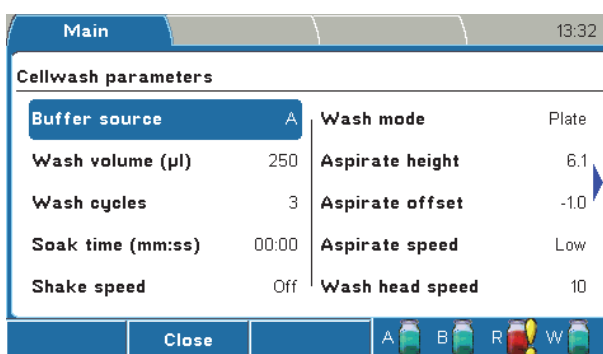 Main 13:32
Cellwash parameters
Buffer source A Wash mode Plate
Wash volume (µl) 250 Aspirate height 6.1
Wash cycles 3 Aspirate offset -1.0
Soak time (mm:ss) 00:00 Aspirate speed Low
Shake speed Off Wash head speed 10
Close A B R W